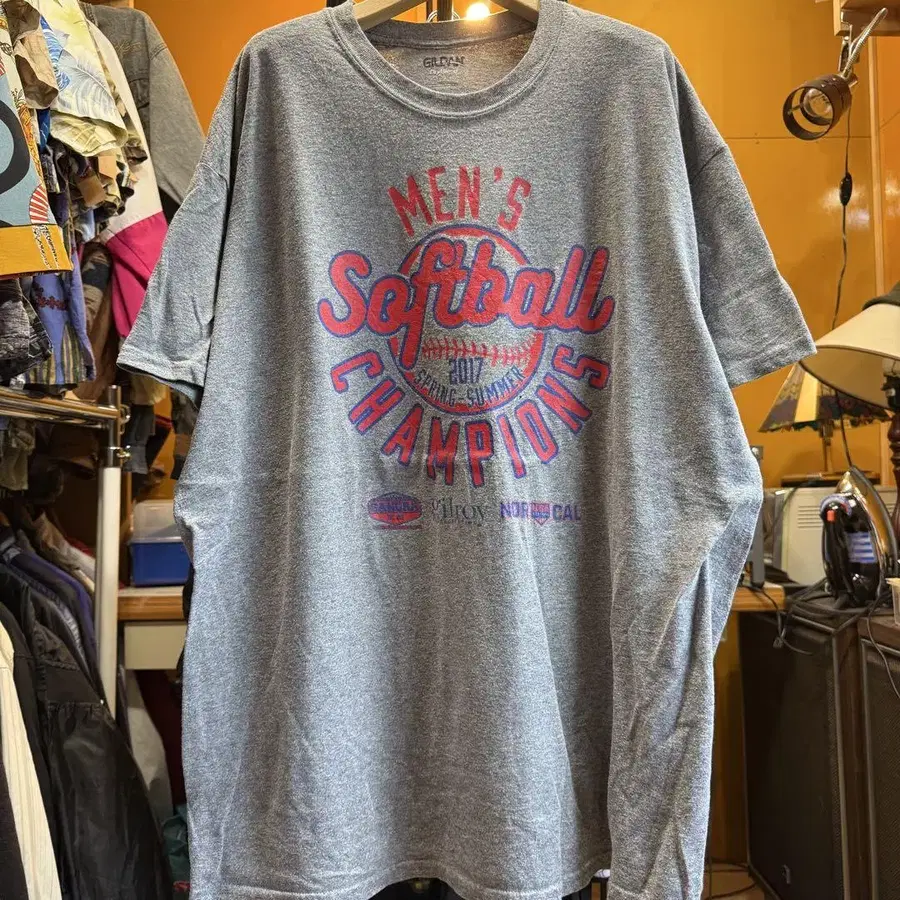 GILDAN
MEN'S
Softball
2017
SPRING-SUMMER
CHAMPIONS
gilroy
NOR CAL